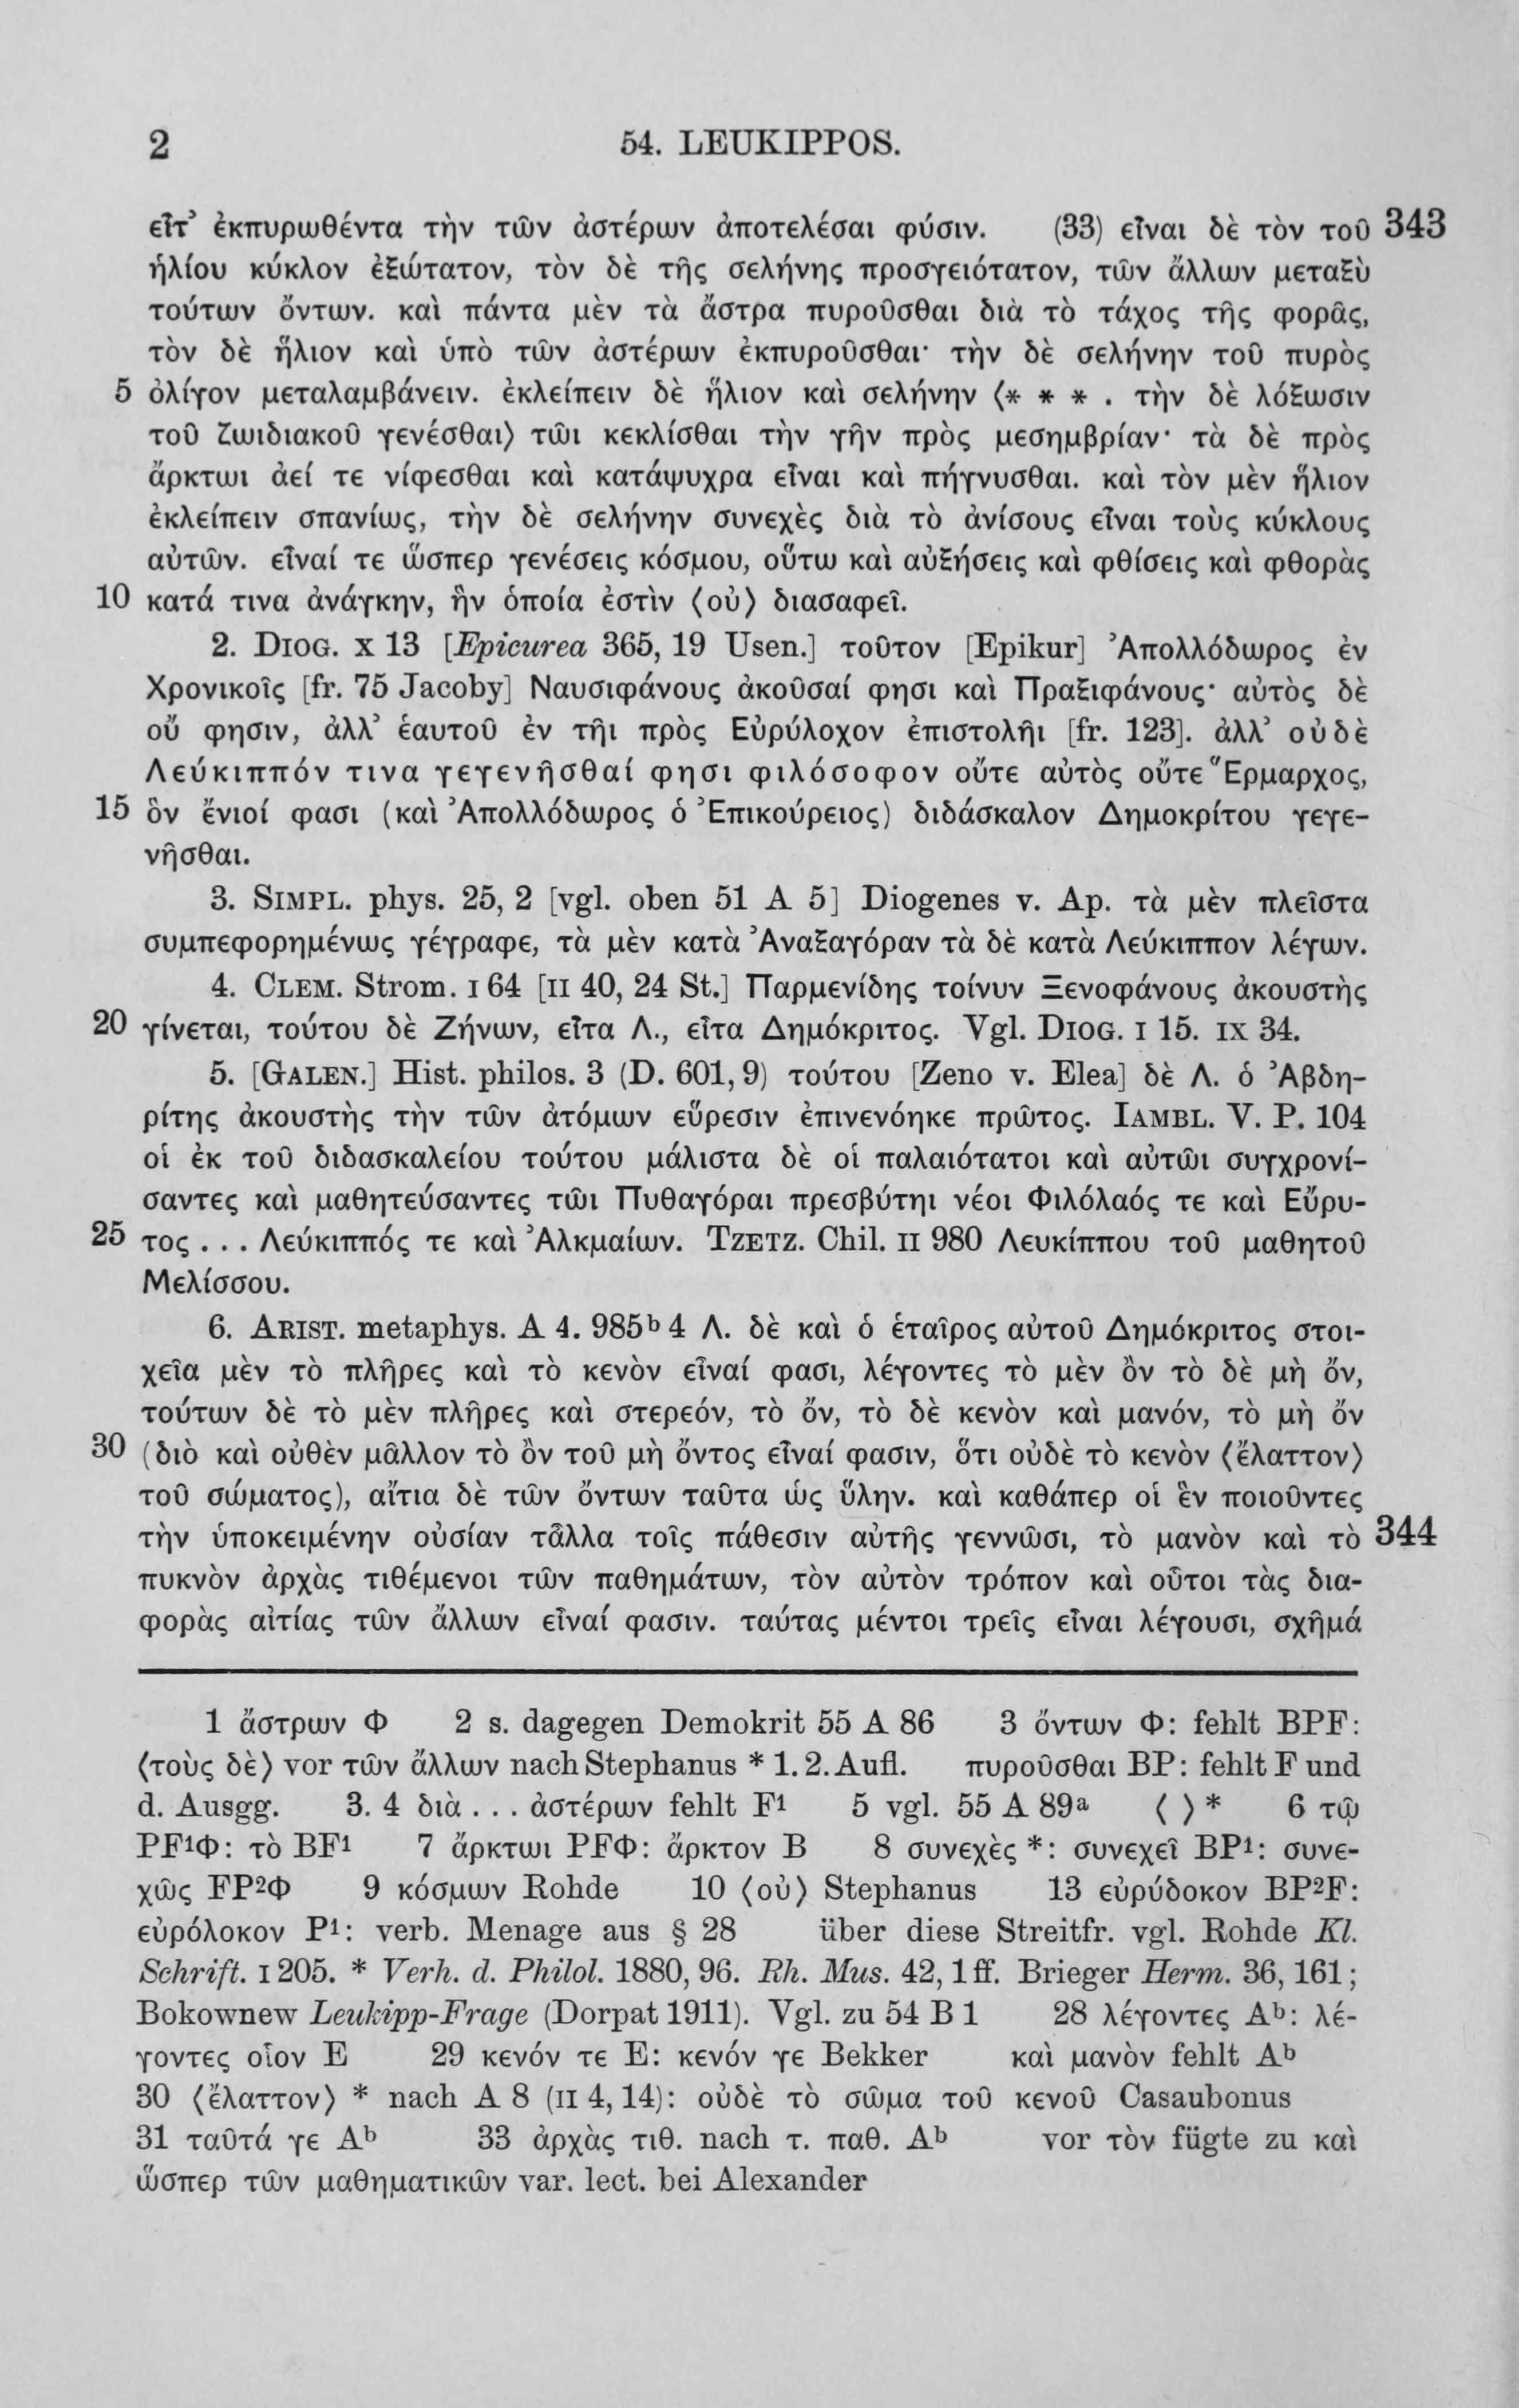 2 54. LEUKIPPOS.
εἶτ’ ἐκπυρωθέντα τὴν τῶν ἀστέρων ἀποτελέσαι φύσιν. (33) εἶναι δὲ τὸν τοῦ 343
ἡλίου κύκλον ἐξώτατον, τὸν δὲ τῆς σελήνης προσγειότατον, τῶν ἄλλων μεταξὺ
τούτων ὄντων. καὶ πάντα μὲν τὰ ἄστρα πυροῦσθαι διὰ τὸ τάχος τῆς φορᾶς,
τὸν δὲ ἥλιον καὶ ὑπὸ τῶν ἀστέρων ἐκπυροῦσθαι· τὴν δὲ σελήνην τοῦ πυρὸς
5 ὀλίγον μεταλαμβάνειν. ἐκλείπειν δὲ ἥλιον καὶ σελήνην ⟨* * * . τὴν δὲ λόξωσιν
τοῦ ζωιδιακοῦ γενέσθαι⟩ τῶι κεκλίσθαι τὴν γῆν πρὸς μεσημβρίαν· τὰ δὲ πρὸς
ἄρκτωι ἀεί τε νίφεσθαι καὶ κατάψυχρα εἶναι καὶ πήγνυσθαι. καὶ τὸν μὲν ἥλιον
ἐκλείπειν σπανίως, τὴν δὲ σελήνην συνεχὲς διὰ τὸ ἀνίσους εἶναι τοὺς κύκλους
αὐτῶν. εἶναί τε ὥσπερ γενέσεις κόσμου, οὕτω καὶ αὐξήσεις καὶ φθίσεις καὶ φθορὰς
10 κατά τινα ἀνάγκην, ἣν ὁποία ἐστὶν ⟨οὐ⟩ διασαφεῖ.
2. DIOG. X 13 [Epicurea 365, 19 Usen.] τοῦτον [Epikur] Ἀπολλόδωρος ἐν
Χρονικοῖς [fr. 75 Jacoby] Ναυσιφάνους ἀκοῦσαί φησι καὶ Πραξιφάνους· αὐτὸς δὲ
οὔ φησιν, ἀλλ’ ἑαυτοῦ ἐν τῆι πρὸς Εὐρύλοχον ἐπιστολῆι [fr. 123]. ἀλλ’ οὐδὲ
Λεύκιππόν τινα γεγενῆσθαί φησι φιλόσοφον οὔτε αὐτὸς οὔτε Ἕρμαρχος,
15 ὃν ἔνιοί φασι (καὶ Ἀπολλόδωρος ὁ Ἐπικούρειος) διδάσκαλον Δημοκρίτου γεγε-
νῆσθαι.
3. SIMPL. phys. 25, 2 [vgl. oben 51 A 5] Diogenes v. Ap. τὰ μὲν πλεῖστα
συμπεφορημένως γέγραφε, τὰ μὲν κατὰ Ἀναξαγόραν τὰ δὲ κατὰ Λεύκιππον λέγων.
4. CLEM. Strom. I 64 [II 40, 24 St.] Παρμενίδης τοίνυν Ξενοφάνους ἀκουστὴς
20 γίνεται, τούτου δὲ Ζήνων, εἶτα Λ., εἶτα Δημόκριτος. Vgl. DIOG. I 15. IX 34.
5. [GALEN.] Hist. philos. 3 (D. 601, 9) τούτου [Zeno v. Elea] δὲ Λ. ὁ Ἀβδη-
ρίτης ἀκουστὴς τὴν τῶν ἀτόμων εὕρεσιν ἐπινενόηκε πρῶτος. IAMBL. V. P. 104
οἱ ἐκ τοῦ διδασκαλείου τούτου μάλιστα δὲ οἱ παλαιότατοι καὶ αὐτῶι συγχρονί-
σαντες καὶ μαθητεύσαντες τῶι Πυθαγόραι πρεσβύτηι νέοι Φιλόλαός τε καὶ Εὔρυ-
25 τος . . . Λεύκιππός τε καὶ Ἀλκμαίων. TZETZ. Chil. II 980 Λευκίππου τοῦ μαθητοῦ
Μελίσσου.
6. ARIST. metaphys. A 4. 985ᵇ 4 Λ. δὲ καὶ ὁ ἑταῖρος αὐτοῦ Δημόκριτος στοι-
χεῖα μὲν τὸ πλῆρες καὶ τὸ κενὸν εἶναί φασι, λέγοντες τὸ μὲν ὂν τὸ δὲ μὴ ὄν,
τούτων δὲ τὸ μὲν πλῆρες καὶ στερεόν, τὸ ὄν, τὸ δὲ κενὸν καὶ μανόν, τὸ μὴ ὄν
30 (διὸ καὶ οὐθὲν μᾶλλον τὸ ὂν τοῦ μὴ ὄντος εἶναί φασιν, ὅτι οὐδὲ τὸ κενὸν ⟨ἔλαττον⟩
τοῦ σώματος), αἴτια δὲ τῶν ὄντων ταῦτα ὡς ὕλην. καὶ καθάπερ οἱ ἓν ποιοῦντες
τὴν ὑποκειμένην οὐσίαν τἆλλα τοῖς πάθεσιν αὐτῆς γεννῶσι, τὸ μανὸν καὶ τὸ 344
πυκνὸν ἀρχὰς τιθέμενοι τῶν παθημάτων, τὸν αὐτὸν τρόπον καὶ οὗτοι τὰς δια-
φορὰς αἰτίας τῶν ἄλλων εἶναί φασιν. ταύτας μέντοι τρεῖς εἶναι λέγουσι, σχῆμά
1 ἄστρων Φ 2 s. dagegen Demokrit 55 A 86 3 ὄντων Φ: fehlt BPF:
⟨τοὺς δὲ⟩ vor τῶν ἄλλων nach Stephanus * 1. 2. Aufl. πυροῦσθαι BP: fehlt F und
d. Ausgg. 3. 4 διὰ . . . ἀστέρων fehlt F¹ 5 vgl. 55 A 89ᵃ ⟨ ⟩ * 6 τῷ
PF¹Φ: τὸ BF¹ 7 ἄρκτωι PFΦ: ἄρκτον B 8 συνεχὲς *: συνεχεῖ BP¹: συνε-
χῶς FP²Φ 9 κόσμων Rohde 10 ⟨οὐ⟩ Stephanus 13 εὐρύδοκον BP²F:
εὐρόλοκον P¹: verb. Menage aus § 28 über diese Streitfr. vgl. Rohde Kl.
Schrift. I 205. * Verh. d. Philol. 1880, 96. Rh. Mus. 42, 1 ff. Brieger Herm. 36, 161;
Bokownew Leukipp-Frage (Dorpat 1911). Vgl. zu 54 B 1 28 λέγοντες Aᵇ: λέ-
γοντες οἷον E 29 κενόν τε E: κενόν γε Bekker καὶ μανὸν fehlt Aᵇ
30 ⟨ἔλαττον⟩ * nach A 8 (II 4, 14): οὐδὲ τὸ σῶμα τοῦ κενοῦ Casaubonus
31 ταῦτά γε Aᵇ 33 ἀρχὰς τιθ. nach τ. παθ. Aᵇ vor τὸν fügte zu καὶ
ὥσπερ τῶν μαθηματικῶν var. lect. bei Alexander